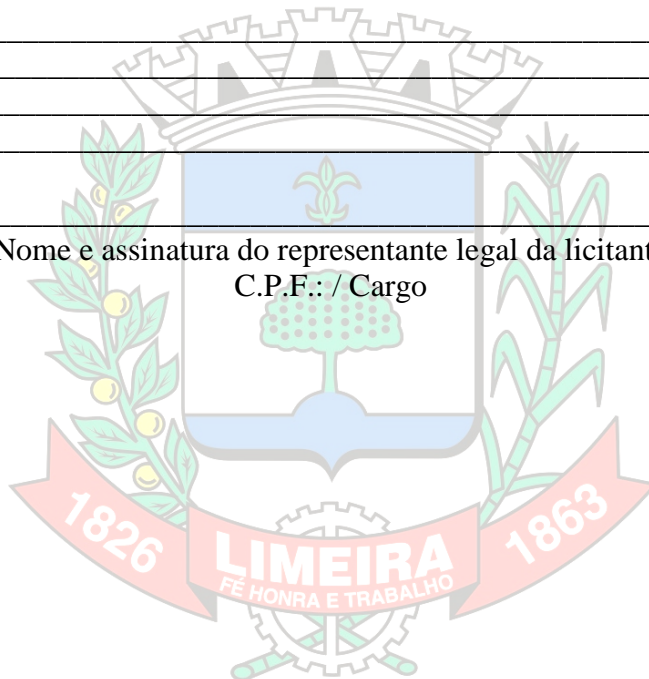 Nome e assinatura do representante legal da licitant
C.P.F.: / Cargo
1826
LIMEIRA
1863
FÉ HONRA E TRABALHO